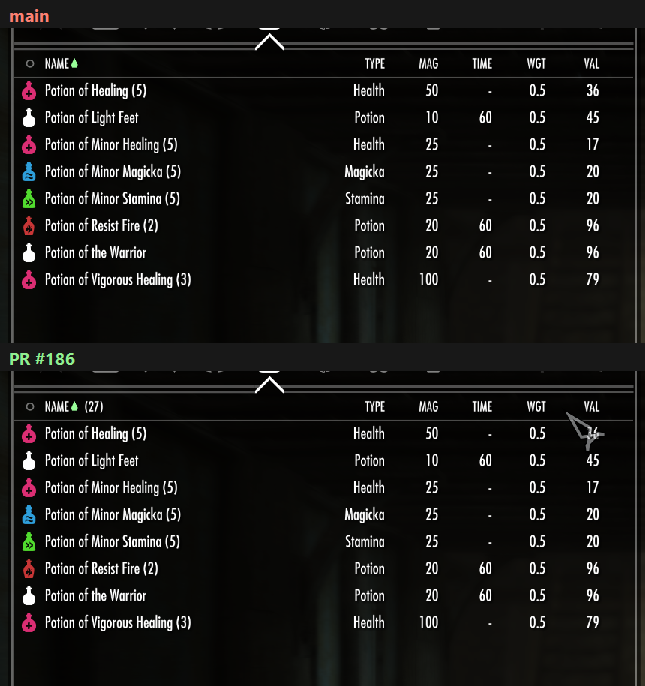 main
NAME TYPE MAG TIME WGT VAL
Potion of Healing (5) Health 50 - 0.5 36
Potion of Light Feet Potion 10 60 0.5 45
Potion of Minor Healing (5) Health 25 - 0.5 17
Potion of Minor Magicka (5) Magicka 25 - 0.5 20
Potion of Minor Stamina (5) Stamina 25 - 0.5 20
Potion of Resist Fire (2) Potion 20 60 0.5 96
Potion of the Warrior Potion 20 60 0.5 96
Potion of Vigorous Healing (3) Health 100 - 0.5 79
PR #186
NAME (27) TYPE MAG TIME WGT VAL
Potion of Healing (5) Health 50 - 0.5
Potion of Light Feet Potion 10 60 0.5 45
Potion of Minor Healing (5) Health 25 - 0.5 17
Potion of Minor Magicka (5) Magicka 25 - 0.5 20
Potion of Minor Stamina (5) Stamina 25 - 0.5 20
Potion of Resist Fire (2) Potion 20 60 0.5 96
Potion of the Warrior Potion 20 60 0.5 96
Potion of Vigorous Healing (3) Health 100 - 0.5 79